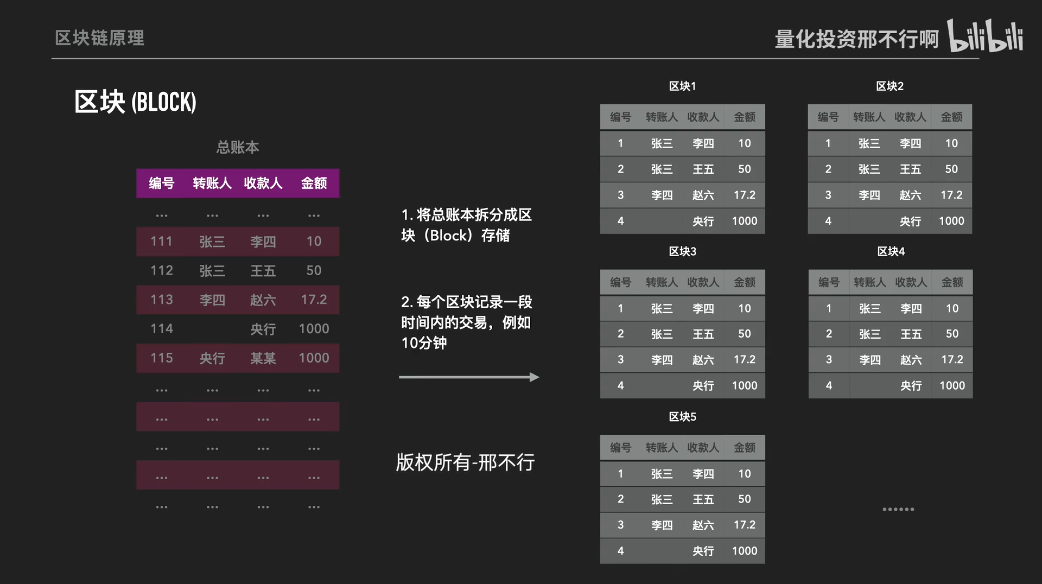 区块链原理
量化投资邢不行啊 bilibili
区块 (BLOCK)
总账本
编号 转账人 收款人 金额
... ... ... ...
111 张三 李四 10
112 张三 王五 50
113 李四 赵六 17.2
114 央行 1000
115 央行 某某 1000
... ... ... ...
... ... ... ...
... ... ... ...
... ... ... ...
... ... ... ...
1. 将总账本拆分成区
块（Block）存储
2. 每个区块记录一段
时间内的交易，例如
10分钟
版权所有-邢不行
区块1
编号 转账人 收款人 金额
1 张三 李四 10
2 张三 王五 50
3 李四 赵六 17.2
4 央行 1000
区块2
编号 转账人 收款人 金额
1 张三 李四 10
2 张三 王五 50
3 李四 赵六 17.2
4 央行 1000
区块3
编号 转账人 收款人 金额
1 张三 李四 10
2 张三 王五 50
3 李四 赵六 17.2
4 央行 1000
区块4
编号 转账人 收款人 金额
1 张三 李四 10
2 张三 王五 50
3 李四 赵六 17.2
4 央行 1000
区块5
编号 转账人 收款人 金额
1 张三 李四 10
2 张三 王五 50
3 李四 赵六 17.2
4 央行 1000
......